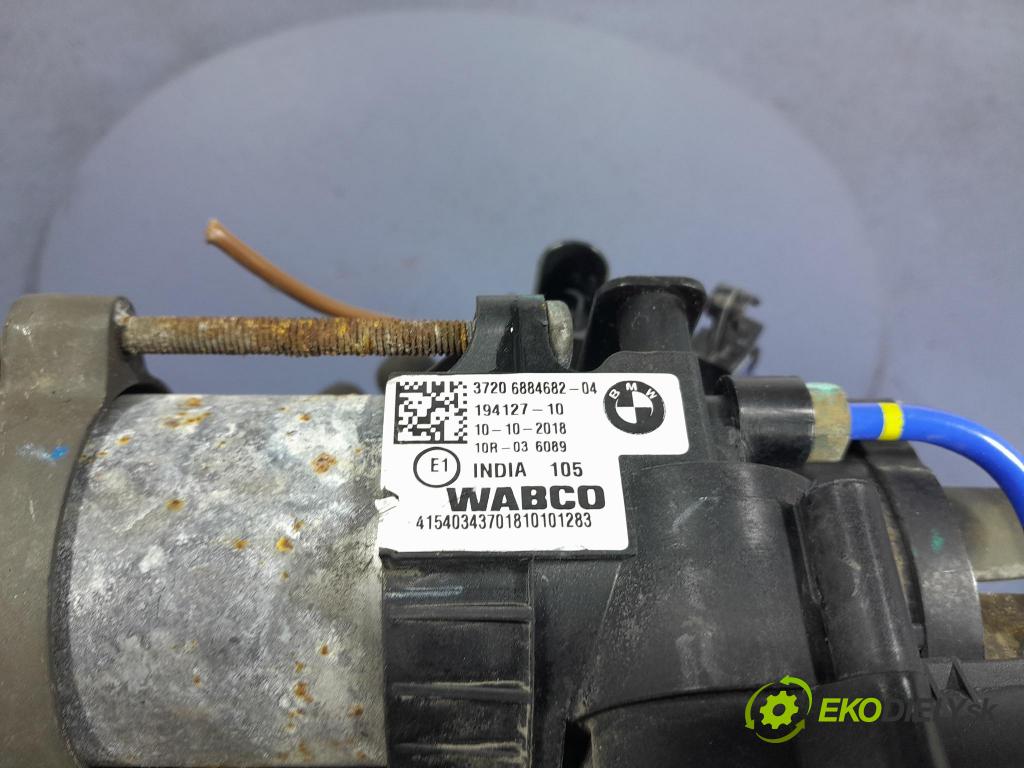 3720 6884682-04
194127-10
10-10-2018
10R-03 6089
E1 INDIA 105
WABCO
41540343701810101283
BMW
EKODIELY.sk